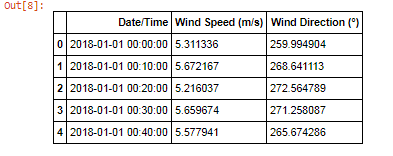 Out[8]:
Date/Time Wind Speed (m/s) Wind Direction (°)
0 2018-01-01 00:00:00 5.311336 259.994904
1 2018-01-01 00:10:00 5.672167 268.641113
2 2018-01-01 00:20:00 5.216037 272.564789
3 2018-01-01 00:30:00 5.659674 271.258087
4 2018-01-01 00:40:00 5.577941 265.674286